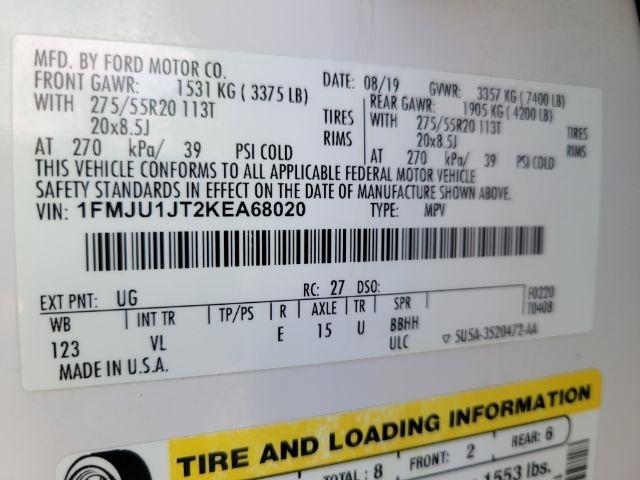 MFD. BY FORD MOTOR CO.
DATE: 08/19 GVWR: 3357 KG (7400 LB)
FRONT GAWR: 1531 KG (3375 LB) REAR GAWR: 1905 KG (4200 LB)
WITH 275/55R20 113T TIRES WITH 275/55R20 113T TIRES
20x8.5J RIMS 20x8.5J RIMS
AT 270 kPa/ 39 PSI COLD AT 270 kPa/ 39 PSI COLD
THIS VEHICLE CONFORMS TO ALL APPLICABLE FEDERAL MOTOR VEHICLE
SAFETY STANDARDS IN EFFECT ON THE DATE OF MANUFACTURE SHOWN ABOVE.
VIN: 1FMJU1JT2KEA68020 TYPE: MPV
EXT PNT: UG RC: 27 DSO: F0220
WB INT TR TP/PS R AXLE TR SPR T0408
123 VL E 15 U BBHH
ULC ▽ 5U5A-3520472-AA
MADE IN U.S.A.
TIRE AND LOADING INFORMATION
TOTAL: 8 FRONT: 2 REAR: 6
1553 lbs.